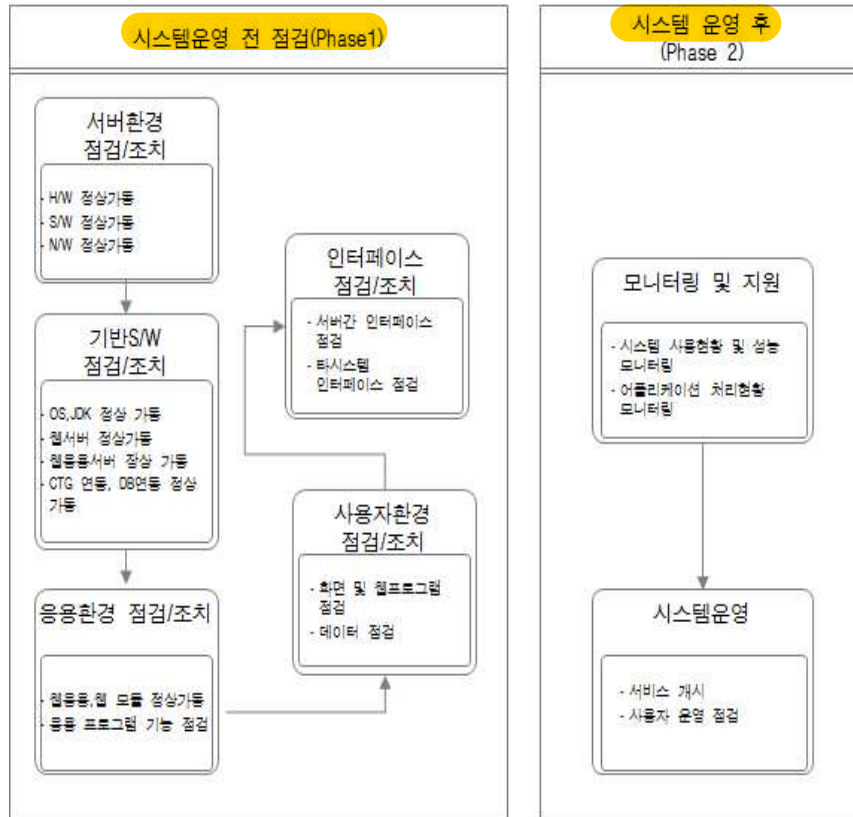 시스템운영 전 점검(Phase1)
서버환경
점검/조치
- H/W 정상가동
- S/W 정상가동
- N/W 정상가동
기반S/W
점검/조치
- OS,JDK 정상 가동
- 웹서버 정상가동
- 웹응용서버 장상 가동
- CTG 연동, DB연동 정상
가동
응용환경 점검/조치
- 웹응용,웹 모듈 정상가동
- 응용 프로그램 기능 점검
사용자환경
점검/조치
- 화면 및 웹프로그램
점검
- 데이터 점검
인터페이스
점검/조치
- 서버간 인터페이스
점검
- 타시스템
인터페이스 점검
시스템 운영 후
(Phase 2)
모니터링 및 지원
- 시스템 사용현황 및 성능
모니터링
- 어플리케이션 처리현황
모니터링
시스템운영
- 서비스 개시
- 사용자 운영 점검